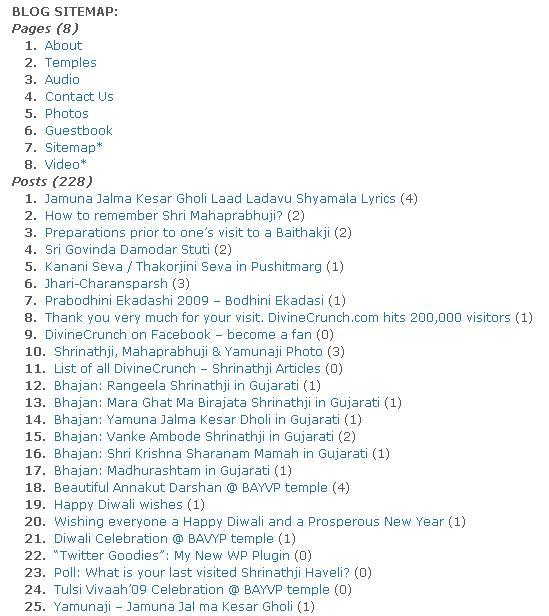 BLOG SITEMAP:
Pages (8)
1. About
2. Temples
3. Audio
4. Contact Us
5. Photos
6. Guestbook
7. Sitemap*
8. Video*
Posts (228)
1. Jamuna Jalma Kesar Gholi Laad Ladavu Shyamala Lyrics (4)
2. How to remember Shri Mahaprabhuji? (2)
3. Preparations prior to one’s visit to a Baithakji (2)
4. Sri Govinda Damodar Stuti (2)
5. Kanani Seva / Thakorjini Seva in Pushitmarg (1)
6. Jhari-Charansparsh (3)
7. Prabodhini Ekadashi 2009 – Bodhini Ekadasi (1)
8. Thank you very much for your visit. DivineCrunch.com hits 200,000 visitors (1)
9. DivineCrunch on Facebook – become a fan (0)
10. Shrinathji, Mahaprabhuji & Yamunaji Photo (3)
11. List of all DivineCrunch – Shrinathji Articles (0)
12. Bhajan: Rangeela Shrinathji in Gujarati (1)
13. Bhajan: Mara Ghat Ma Birajata Shrinathji in Gujarati (1)
14. Bhajan: Yamuna Jalma Kesar Dholi in Gujarati (1)
15. Bhajan: Vanke Ambode Shrinathji in Gujarati (2)
16. Bhajan: Shri Krishna Sharanam Mamah in Gujarati (1)
17. Bhajan: Madhurashtam in Gujarati (1)
18. Beautiful Annakut Darshan @ BAYVP temple (4)
19. Happy Diwali wishes (1)
20. Wishing everyone a Happy Diwali and a Prosperous New Year (1)
21. Diwali Celebration @ BAVYP temple (1)
22. “Twitter Goodies”: My New WP Plugin (0)
23. Poll: What is your last visited Shrinathji Haveli? (0)
24. Tulsi Vivaah’09 Celebration @ BAYVP temple (0)
25. Yamunaji – Jamuna Jal ma Kesar Gholi (1)